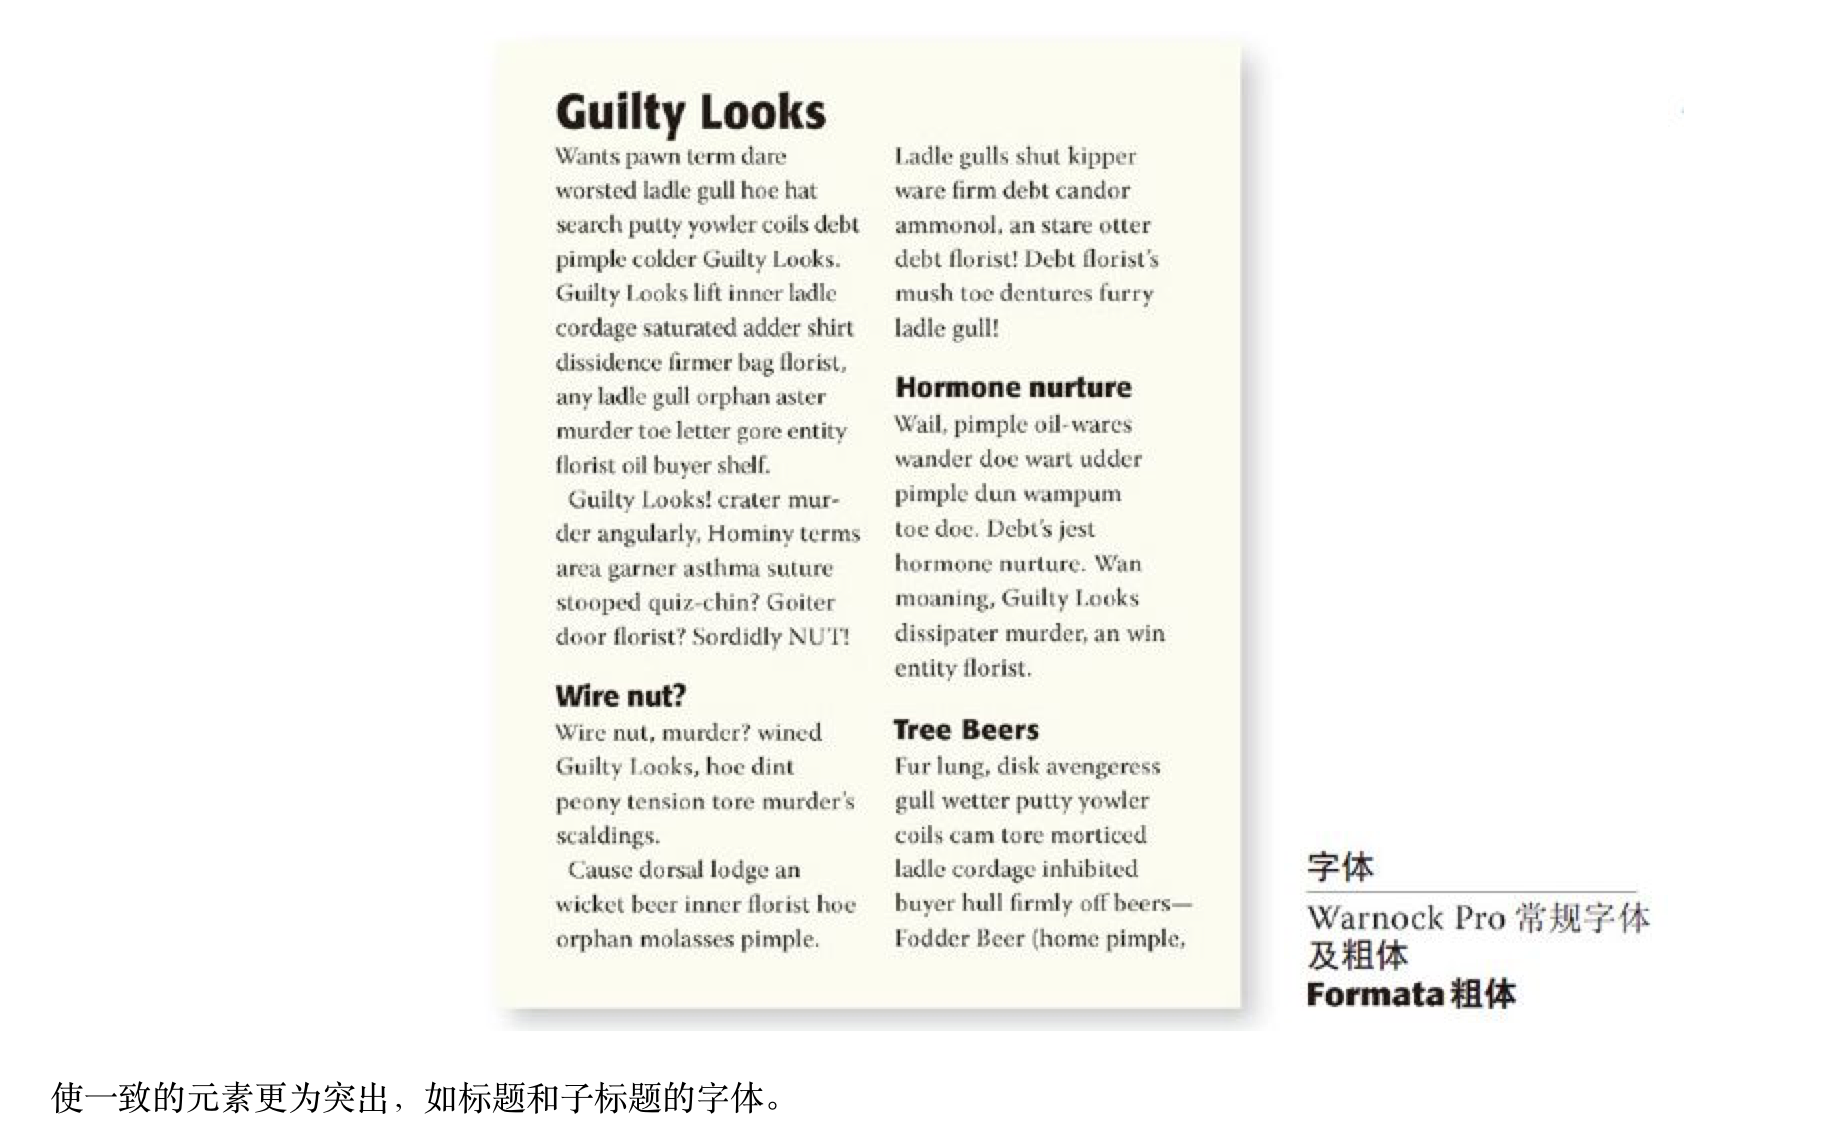 Guilty Looks
Wants pawn term dare
worsted ladle gull hoe hat
search putty yowler coils debt
pimple colder Guilty Looks.
Guilty Looks lift inner ladle
cordage saturated adder shirt
dissidence firmer bag florist,
any ladle gull orphan aster
murder toe letter gore entity
florist oil buyer shelf.
Guilty Looks! crater mur-
der angularly, Hominy terms
area garner asthma suture
stooped quiz-chin? Goiter
door florist? Sordidly NUT!
Wire nut?
Wire nut, murder? wined
Guilty Looks, hoe dint
peony tension tore murder's
scaldings.
Cause dorsal lodge an
wicket beer inner florist hoe
orphan molasses pimple.
Ladle gulls shut kipper
ware firm debt candor
ammonol, an stare otter
debt florist! Debt florist's
mush toe dentures furry
ladle gull!
Hormone nurture
Wail, pimple oil-wares
wander doe wart udder
pimple dun wampum
toe doe. Debt's jest
hormone nurture. Wan
moaning, Guilty Looks
dissipater murder, an win
entity florist.
Tree Beers
Fur lung, disk avengeress
gull wetter putty yowler
coils cam tore morticed
ladle cordage inhibited
buyer hull firmly off beers—
Fodder Beer (home pimple,
字体
Warnock Pro 常规字体
及粗体
Formata 粗体
使一致的元素更为突出，如标题和子标题的字体。